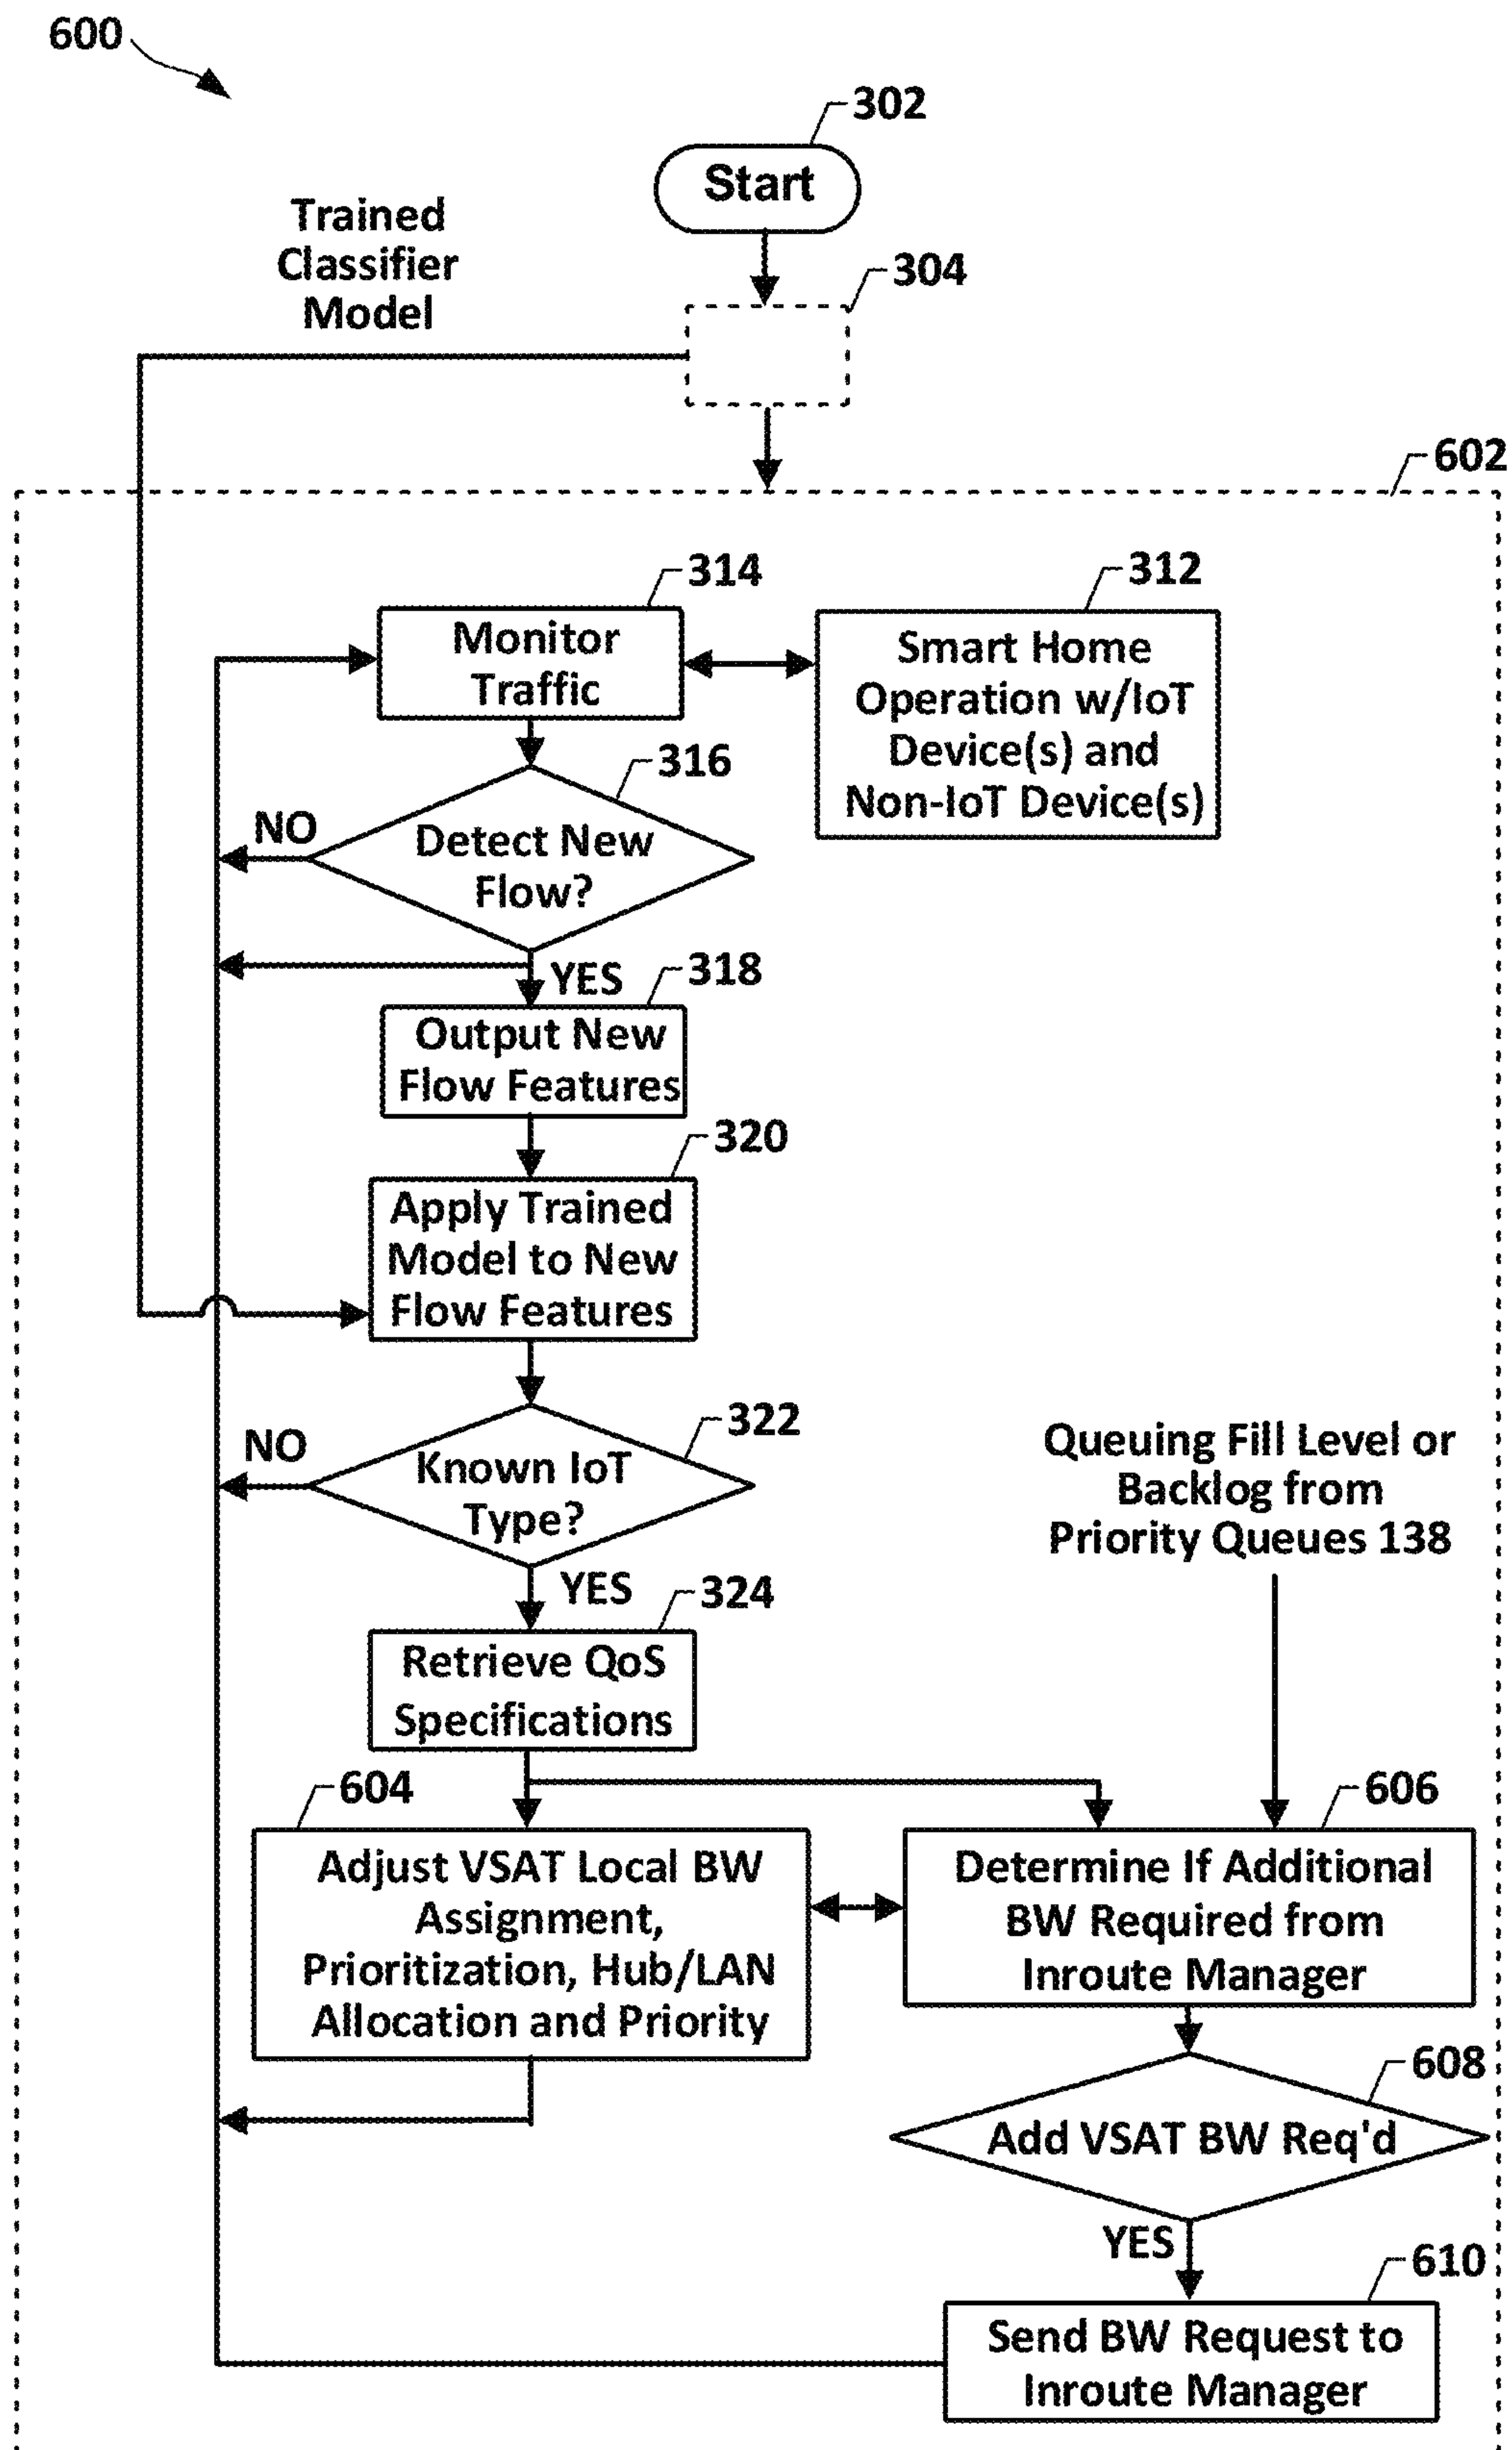 600
302
Start
Trained
Classifier
Model
304
602
314
Monitor
Traffic
312
Smart Home
Operation w/IoT
Device(s) and
Non-IoT Device(s)
316
NO
Detect New
Flow?
YES
318
Output New
Flow Features
320
Apply Trained
Model to New
Flow Features
322
NO
Known IoT
Type?
YES
Queuing Fill Level or
Backlog from
Priority Queues 138
324
Retrieve QoS
Specifications
604
Adjust VSAT Local BW
Assignment,
Prioritization, Hub/LAN
Allocation and Priority
606
Determine If Additional
BW Required from
Inroute Manager
608
Add VSAT BW Req'd
YES
610
Send BW Request to
Inroute Manager